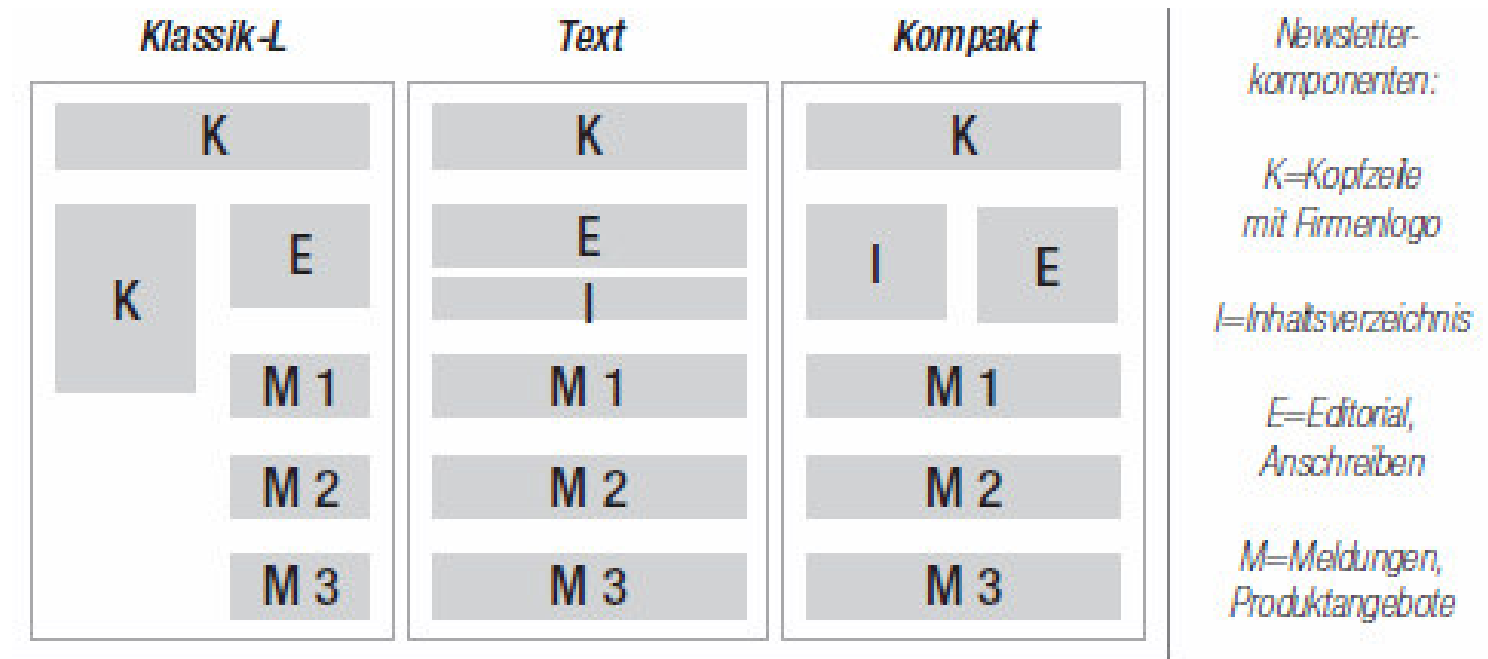 Klassik-L
K
K
E
M 1
M 2
M 3
Text
K
E
I
M 1
M 2
M 3
Kompakt
K
I
E
M 1
M 2
M 3
Newsletter-
komponenten:
K=Kopfzeile
mit Firmenlogo
I=Inhaltsverzeichnis
E=Editorial,
Anschreiben
M=Meldungen,
Produktangebote